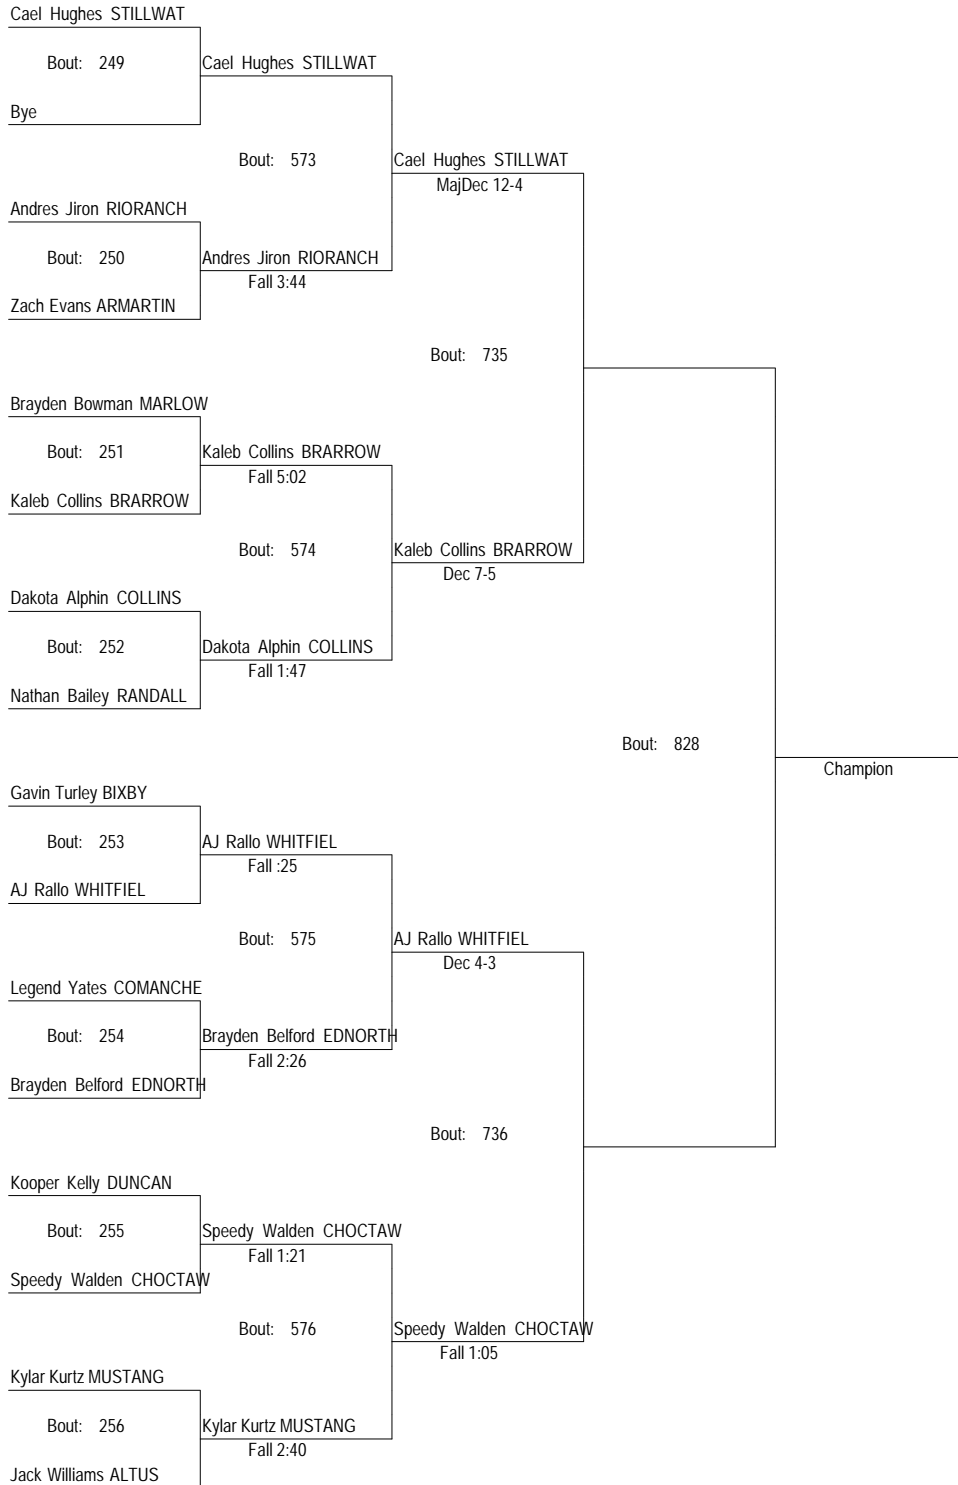 Cael Hughes STILLWAT
Bout: 249
Cael Hughes STILLWAT
Bye
Bout: 573
Cael Hughes STILLWAT
MajDec 12-4
Andres Jiron RIORANCH
Bout: 250
Andres Jiron RIORANCH
Fall 3:44
Zach Evans ARMARTIN
Bout: 735
Brayden Bowman MARLOW
Bout: 251
Kaleb Collins BRARROW
Fall 5:02
Kaleb Collins BRARROW
Bout: 574
Kaleb Collins BRARROW
Dec 7-5
Dakota Alphin COLLINS
Bout: 252
Dakota Alphin COLLINS
Fall 1:47
Nathan Bailey RANDALL
Bout: 828
Champion
Gavin Turley BIXBY
Bout: 253
AJ Rallo WHITFIEL
Fall :25
AJ Rallo WHITFIEL
Bout: 575
AJ Rallo WHITFIEL
Dec 4-3
Legend Yates COMANCHE
Bout: 254
Brayden Belford EDNORTH
Fall 2:26
Brayden Belford EDNORTH
Bout: 736
Kooper Kelly DUNCAN
Bout: 255
Speedy Walden CHOCTAW
Fall 1:21
Speedy Walden CHOCTAW
Bout: 576
Speedy Walden CHOCTAW
Fall 1:05
Kylar Kurtz MUSTANG
Bout: 256
Kylar Kurtz MUSTANG
Fall 2:40
Jack Williams ALTUS